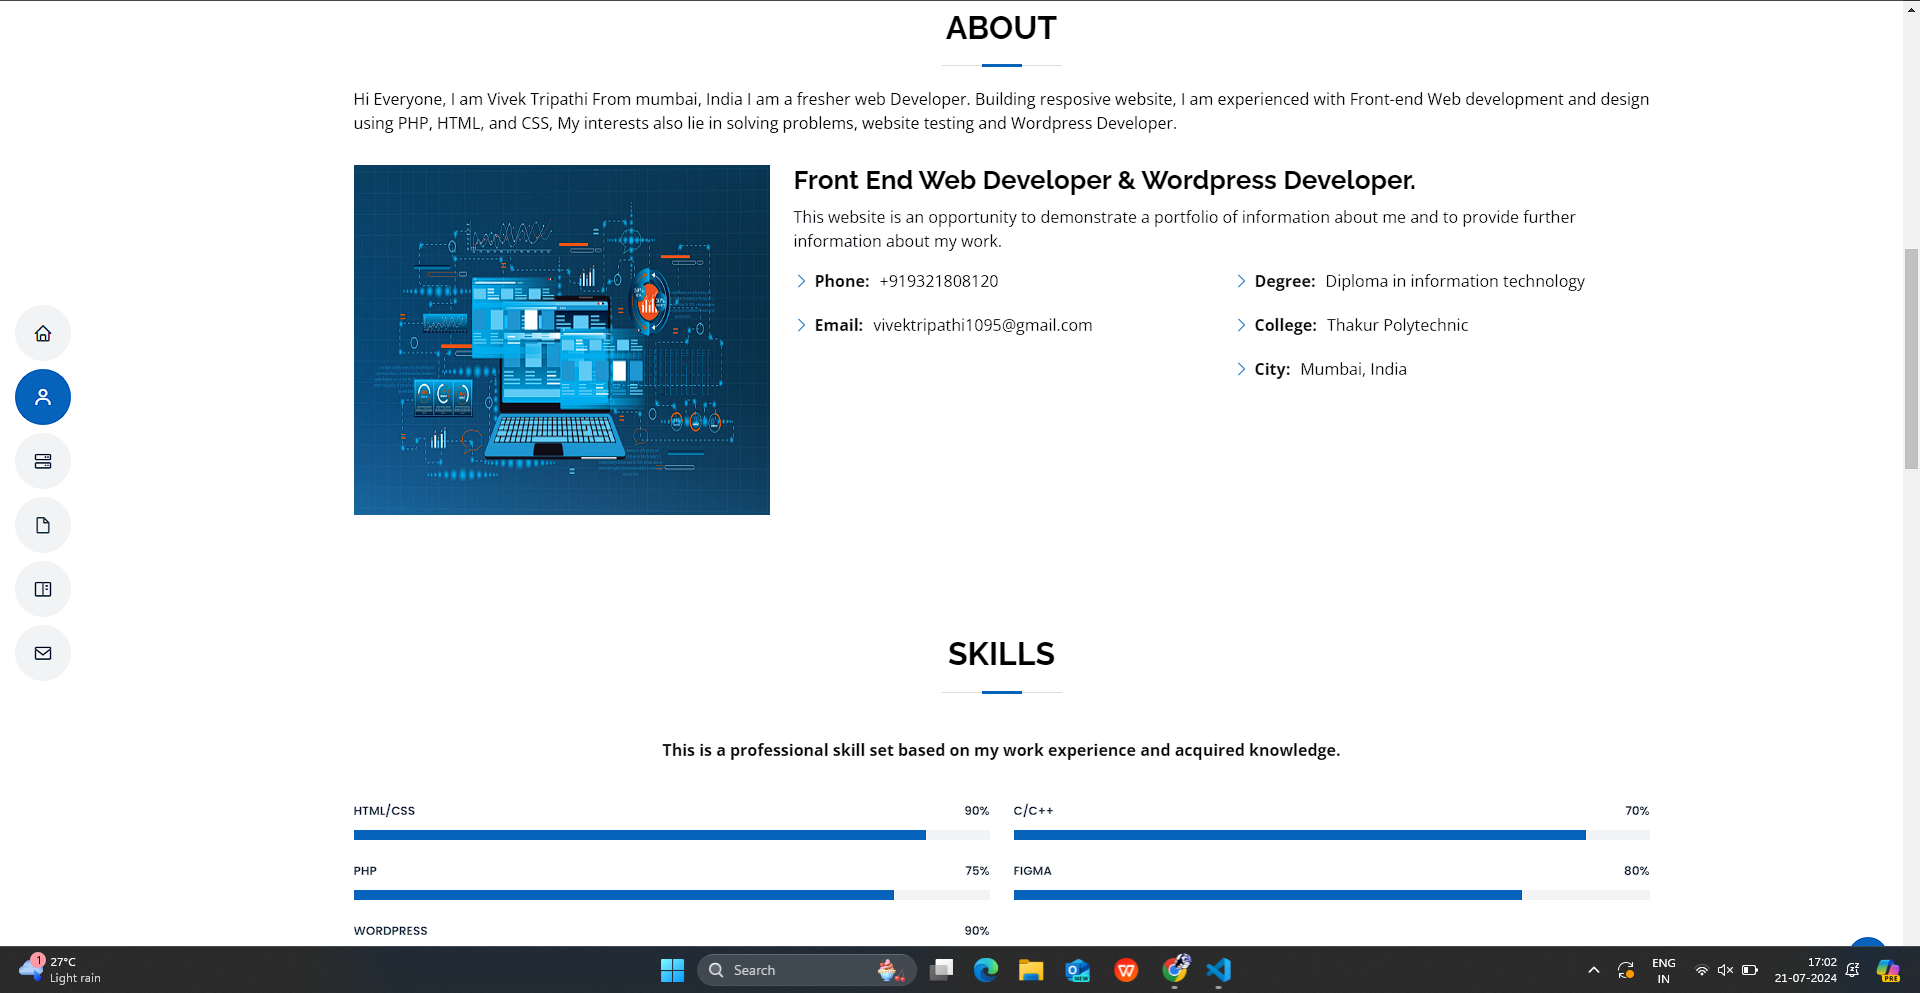 ABOUT
Hi Everyone, I am Vivek Tripathi From mumbai, India I am a fresher web Developer. Building resposive website, I am experienced with Front-end Web development and design
using PHP, HTML, and CSS, My interests also lie in solving problems, website testing and Wordpress Developer.
Front End Web Developer & Wordpress Developer.
This website is an opportunity to demonstrate a portfolio of information about me and to provide further
information about my work.
Phone: +919321808120
Degree: Diploma in information technology
Email: vivektripathi1095@gmail.com
College: Thakur Polytechnic
City: Mumbai, India
SKILLS
This is a professional skill set based on my work experience and acquired knowledge.
HTML/CSS 90%
C/C++ 70%
PHP 75%
FIGMA 80%
WORDPRESS 90%
1
27°C
Light rain
Search
ENG
IN
17:02
21-07-2024
PRE